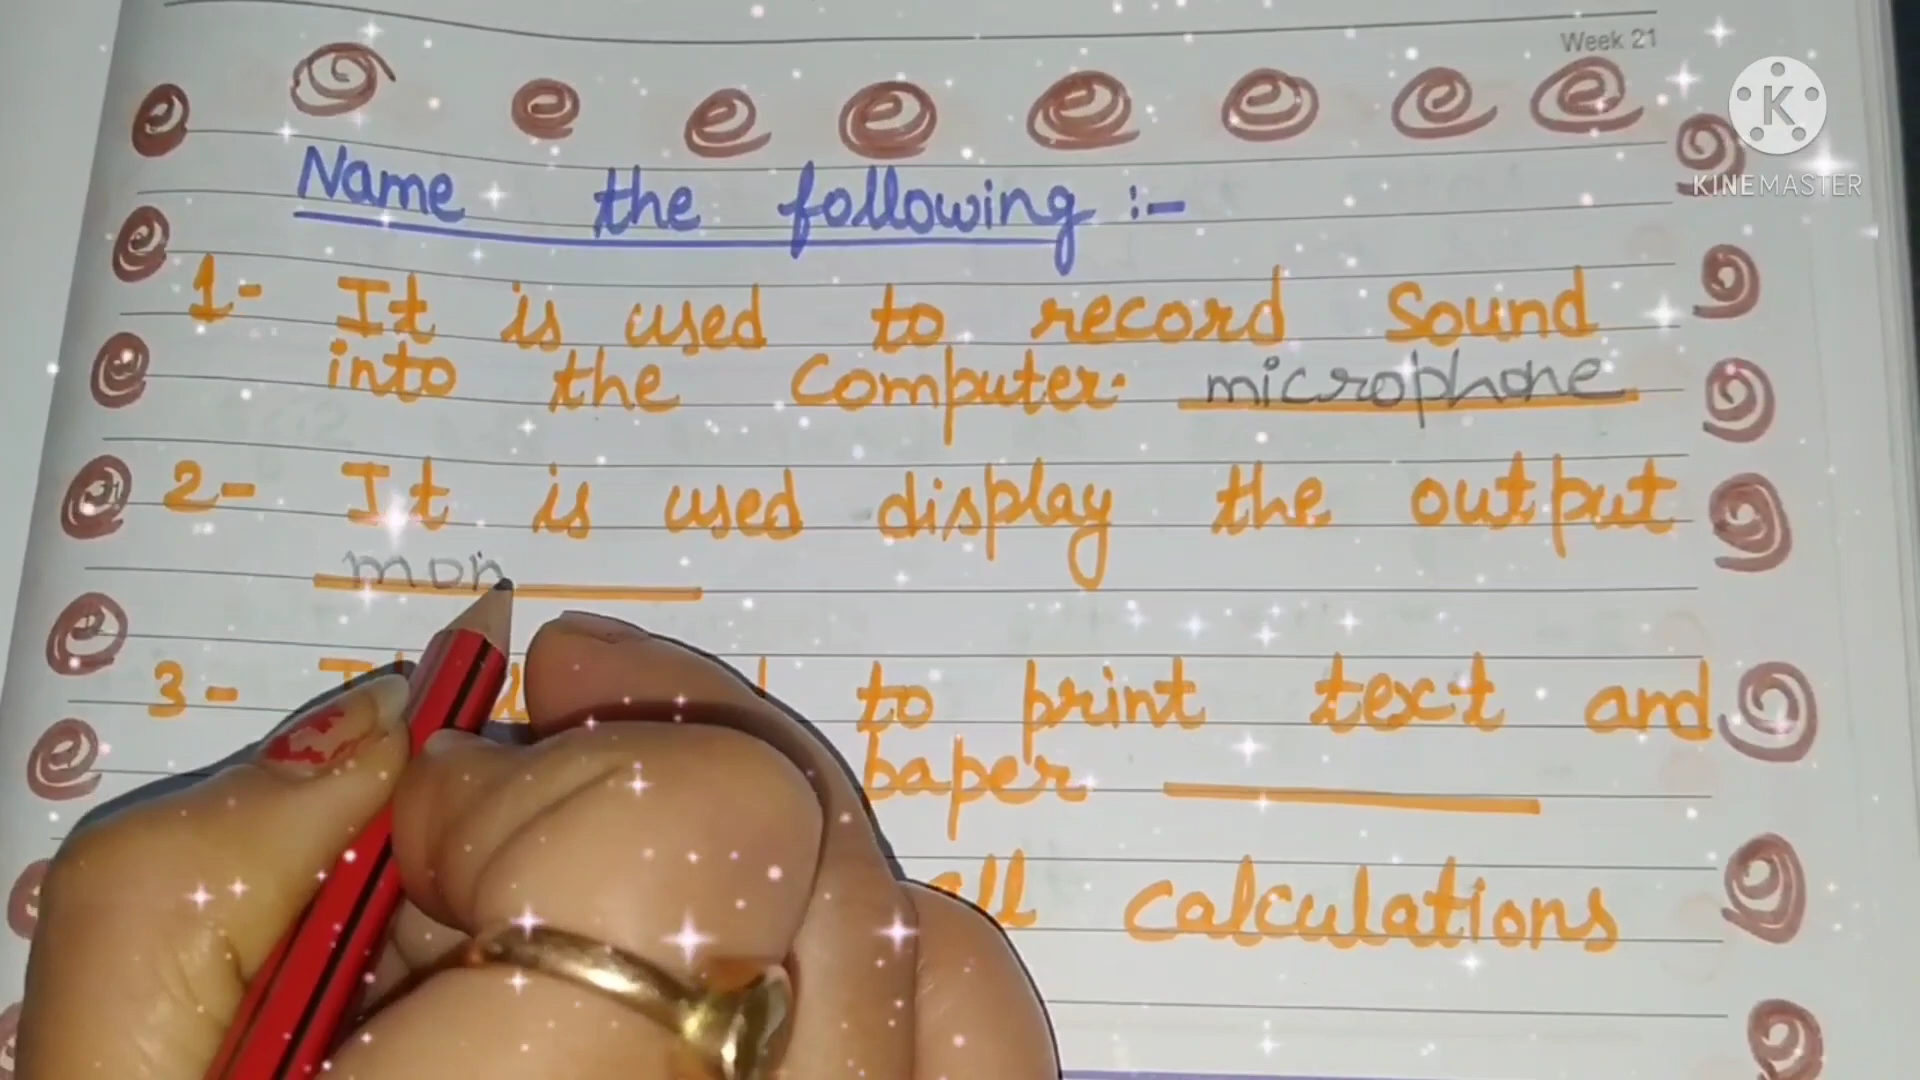 Week 21
KINEMASTER
Name the following :-
1- It is used to record Sound
into the Computer. microphone
2- It is used display the output
mon
3- to print text and
paper
all calculations